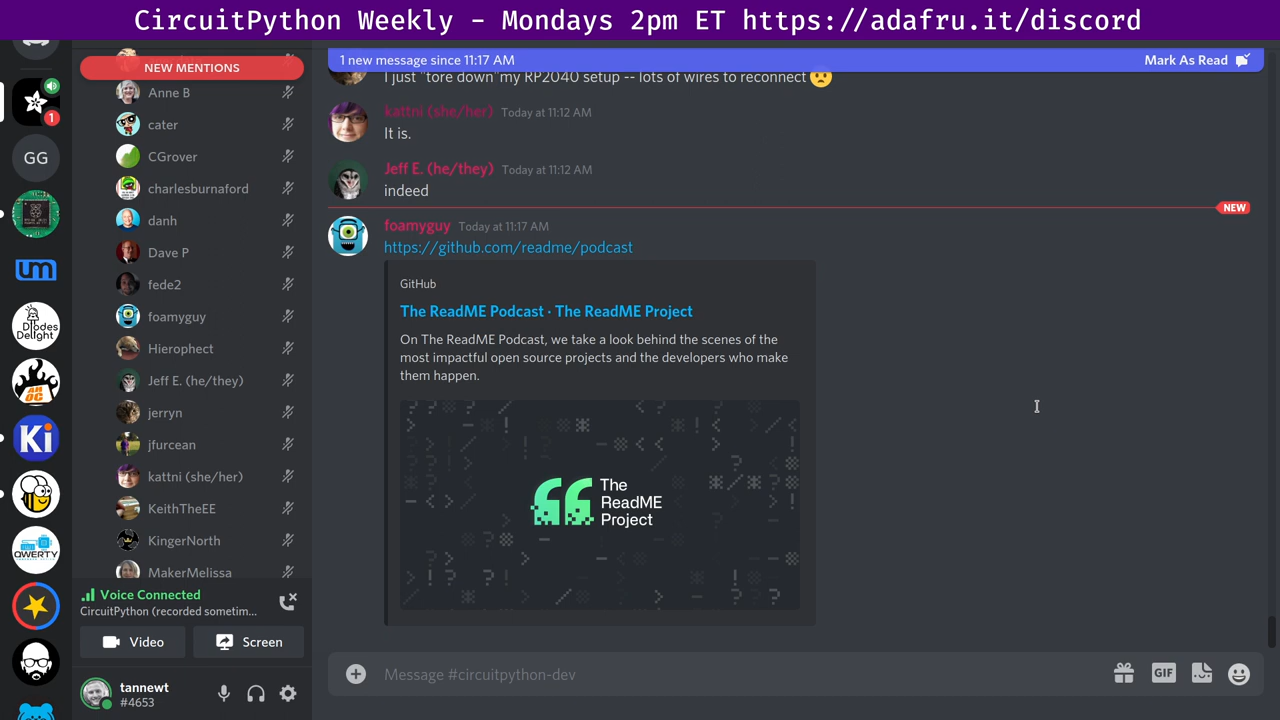 CircuitPython Weekly - Mondays 2pm ET https://adafru.it/discord
NEW MENTIONS
Anne B
cater
CGrover
charlesburnaford
danh
Dave P
fede2
foamyguy
Hierophect
Jeff E. (he/they)
jerryn
jfurcean
kattni (she/her)
KeithTheEE
KingerNorth
MakerMelissa
Voice Connected
CircuitPython (recorded sometim...
Video
Screen
tannewt
#4653
1
GG
um
Diodes
Delight
Ki
QWERTY
1 new message since 11:17 AM
Mark As Read
I just "tore down"my RP2040 setup -- lots of wires to reconnect
kattni (she/her) Today at 11:12 AM
It is.
Jeff E. (he/they) Today at 11:12 AM
indeed
NEW
foamyguy Today at 11:17 AM
https://github.com/readme/podcast
GitHub
The ReadME Podcast · The ReadME Project
On The ReadME Podcast, we take a look behind the scenes of the
most impactful open source projects and the developers who make
them happen.
The
ReadME
Project
Message #circuitpython-dev
GIF